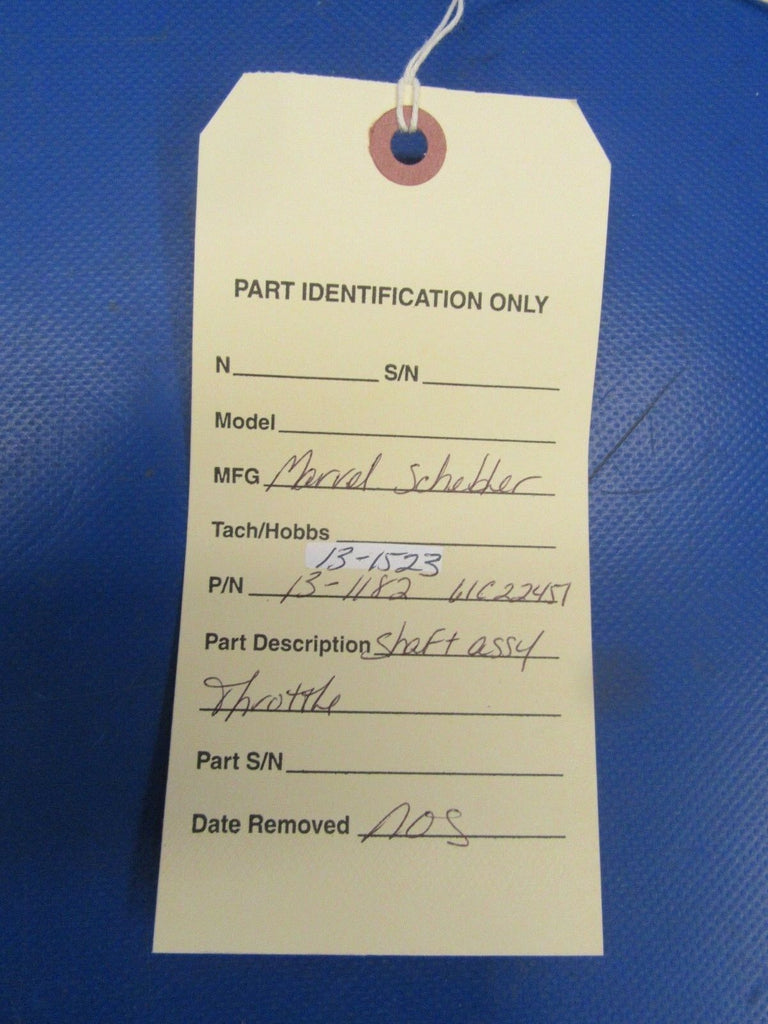 PART IDENTIFICATION ONLY
N S/N
Model
MFG Marvel Schebler
Tach/Hobbs
13-1523
P/N 13-1182 61C22451
Part Description shaft assy
Throttle
Part S/N
Date Removed NOS